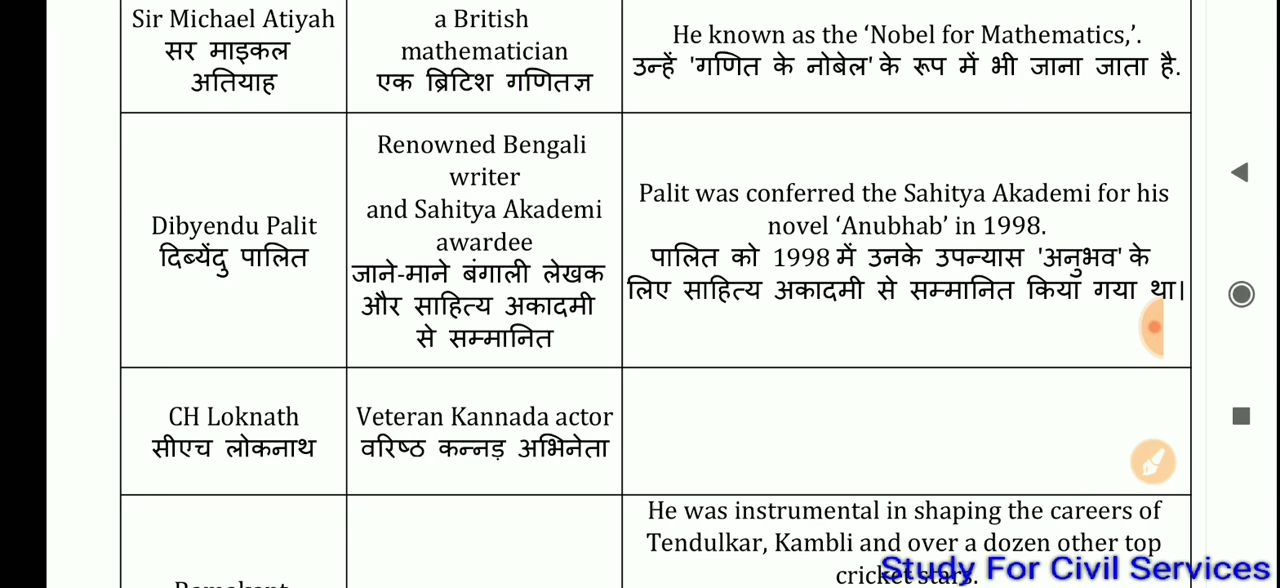 Sir Michael Atiyah
सर माइकल
अतियाह
a British
mathematician
एक ब्रिटिश गणितज्ञ
He known as the ‘Nobel for Mathematics,’.
उन्हें 'गणित के नोबेल' के रूप में भी जाना जाता है.
Dibyendu Palit
दिब्येंदु पालित
Renowned Bengali
writer
and Sahitya Akademi
awardee
जाने-माने बंगाली लेखक
और साहित्य अकादमी
से सम्मानित
Palit was conferred the Sahitya Akademi for his
novel ‘Anubhab’ in 1998.
पालित को 1998 में उनके उपन्यास 'अनुभव' के
लिए साहित्य अकादमी से सम्मानित किया गया था।
CH Loknath
सीएच लोकनाथ
Veteran Kannada actor
वरिष्ठ कन्नड़ अभिनेता
He was instrumental in shaping the careers of
Tendulkar, Kambli and over a dozen other top
cricket stars.
Study For Civil Services